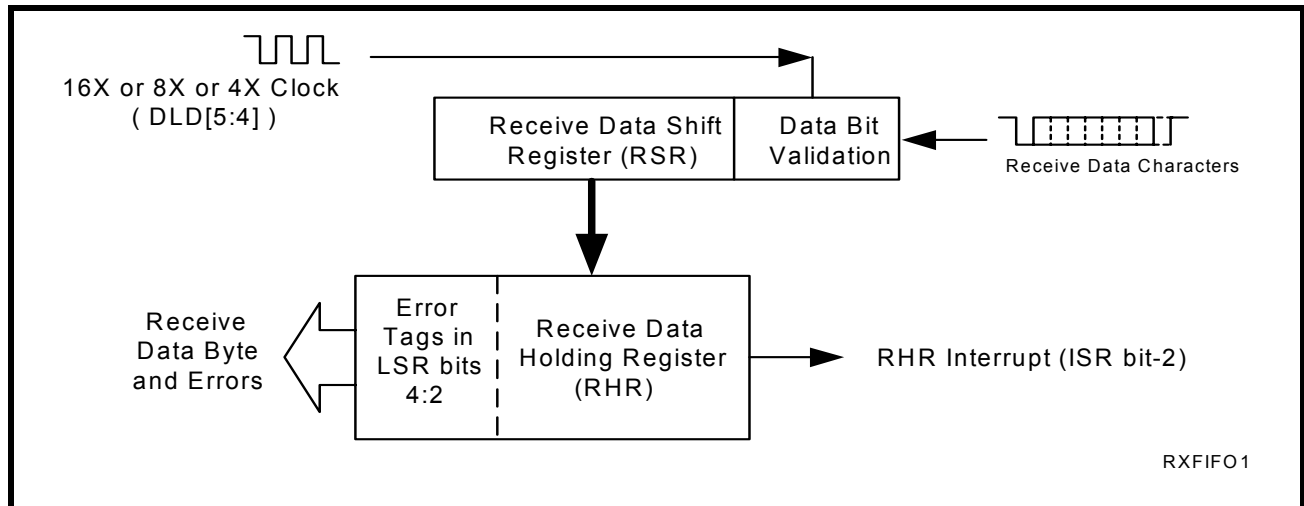 16X or 8X or 4X Clock
( DLD[5:4] )
Receive Data Shift
Register (RSR)
Data Bit
Validation
Receive Data Characters
Receive
Data Byte
and Errors
Error
Tags in
LSR bits
4:2
Receive Data
Holding Register
(RHR)
RHR Interrupt (ISR bit-2)
RXFIFO1